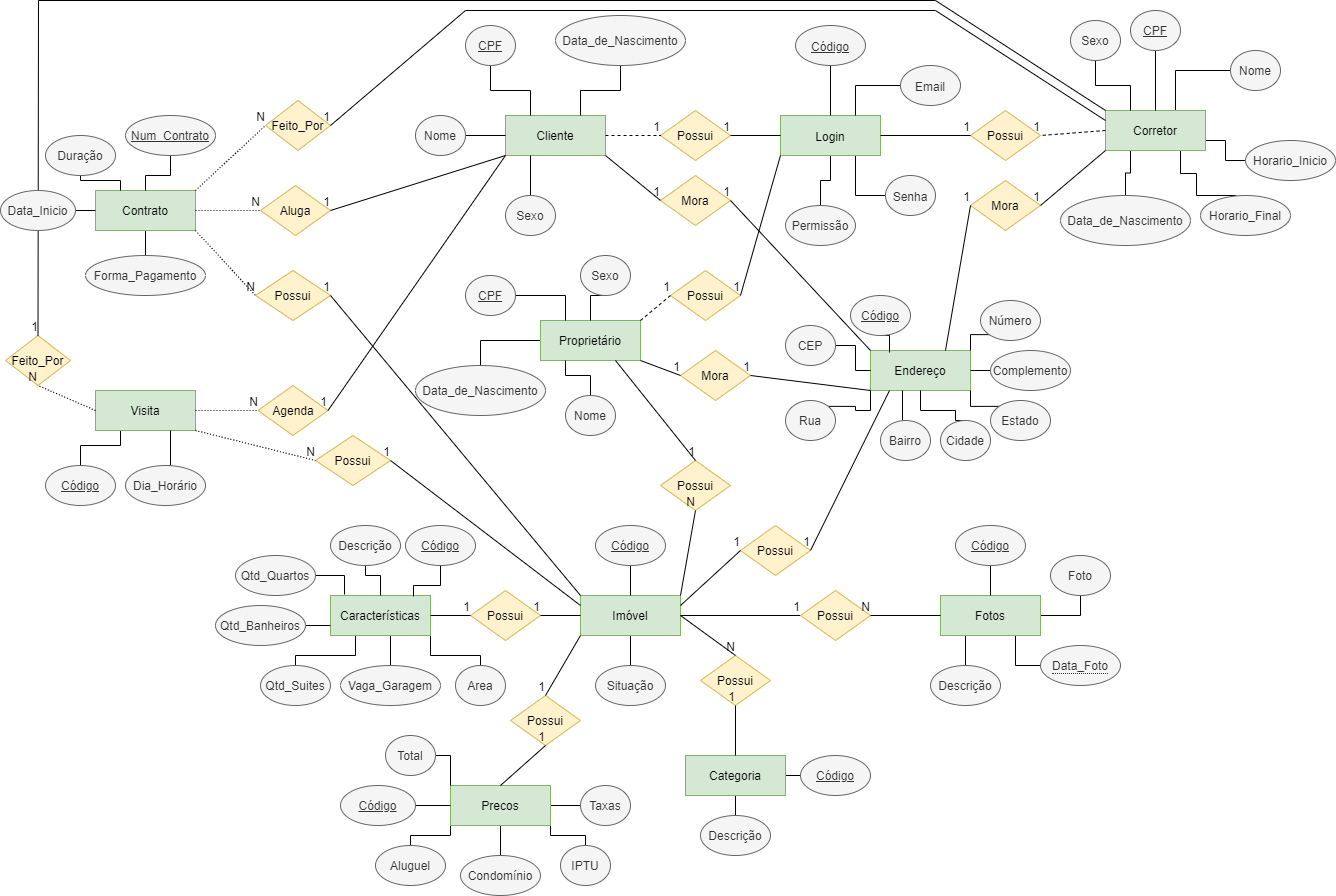 CPF
Data_de_Nascimento
Nome
Cliente
Sexo
Código
Email
Login
Permissão
Senha
Sexo
CPF
Nome
Corretor
Horario_Inicio
Horario_Final
Data_de_Nascimento
N
Feito_Por
1
1
Possui
1
1
Possui
1
Num_Contrato
Duração
Data_Inicio
Contrato
Forma_Pagamento
N
Aluga
1
1
Mora
1
1
Mora
1
N
Possui
1
CPF
Sexo
Proprietário
Data_de_Nascimento
Nome
1
Possui
1
Código
Número
CEP
Endereço
Complemento
Rua
Bairro
Cidade
Estado
1
Mora
1
1
Feito_Por
N
Visita
Código
Dia_Horário
N
Agenda
1
N
Possui
1
1
Possui
N
Descrição
Código
Qtd_Quartos
Qtd_Banheiros
Características
Qtd_Suites
Vaga_Garagem
Area
1
Possui
1
Código
Imóvel
Situação
1
Possui
1
1
Possui
N
Código
Foto
Fotos
Descrição
Data_Foto
1
Possui
1
N
Possui
1
Total
Código
Precos
Taxas
Aluguel
Condomínio
IPTU
Categoria
Código
Descrição